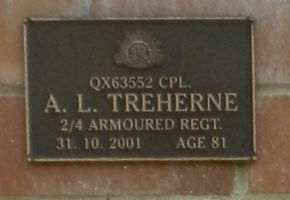 QX63552 CPL.
A. L. TREHERNE
2/4 ARMOURED REGT.
31. 10. 2001 AGE 81